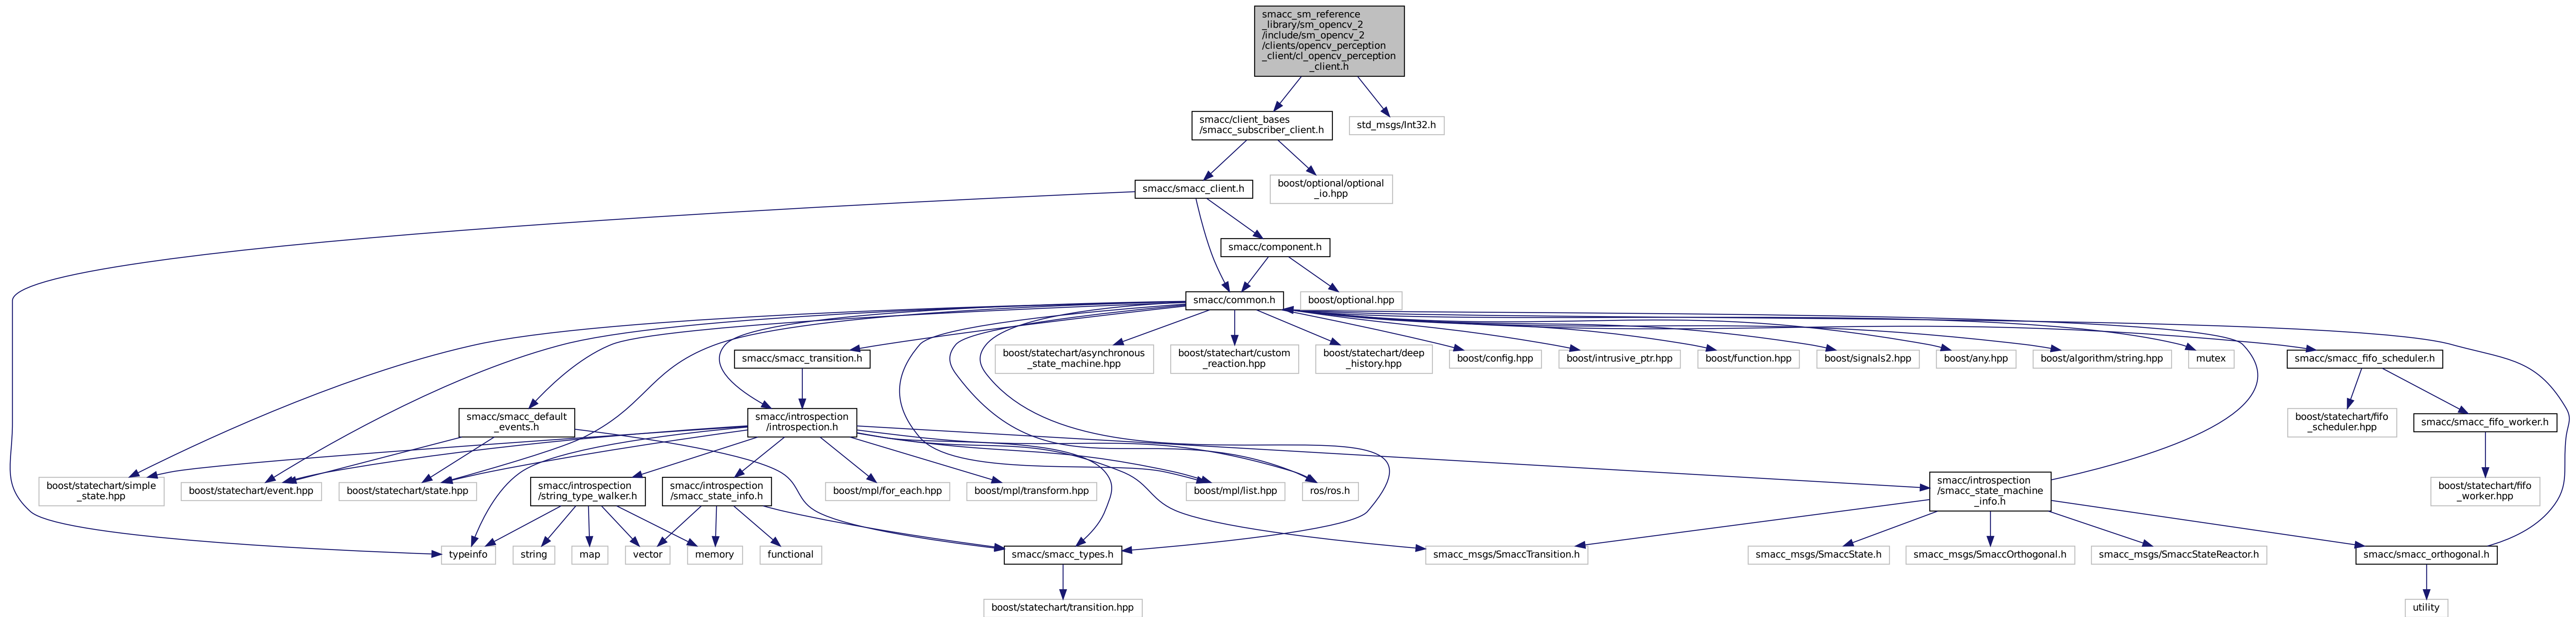 smacc_sm_reference
_library/sm_opencv_2
/include/sm_opencv_2
/clients/opencv_perception
_client/cl_opencv_perception
_client.h
smacc/client_bases
/smacc_subscriber_client.h
std_msgs/Int32.h
smacc/smacc_client.h
boost/optional/optional
_io.hpp
smacc/component.h
smacc/common.h
boost/optional.hpp
smacc/smacc_transition.h
boost/statechart/asynchronous
_state_machine.hpp
boost/statechart/custom
_reaction.hpp
boost/statechart/deep
_history.hpp
boost/config.hpp
boost/intrusive_ptr.hpp
boost/function.hpp
boost/signals2.hpp
boost/any.hpp
boost/algorithm/string.hpp
mutex
smacc/smacc_fifo_scheduler.h
smacc/smacc_default
_events.h
smacc/introspection
/introspection.h
boost/statechart/fifo
_scheduler.hpp
smacc/smacc_fifo_worker.h
boost/statechart/simple
_state.hpp
boost/statechart/event.hpp
boost/statechart/state.hpp
smacc/introspection
/string_type_walker.h
smacc/introspection
/smacc_state_info.h
boost/mpl/for_each.hpp
boost/mpl/transform.hpp
boost/mpl/list.hpp
ros/ros.h
smacc/introspection
/smacc_state_machine
_info.h
boost/statechart/fifo
_worker.hpp
typeinfo
string
map
vector
memory
functional
smacc/smacc_types.h
smacc_msgs/SmaccTransition.h
smacc_msgs/SmaccState.h
smacc_msgs/SmaccOrthogonal.h
smacc_msgs/SmaccStateReactor.h
smacc/smacc_orthogonal.h
boost/statechart/transition.hpp
utility